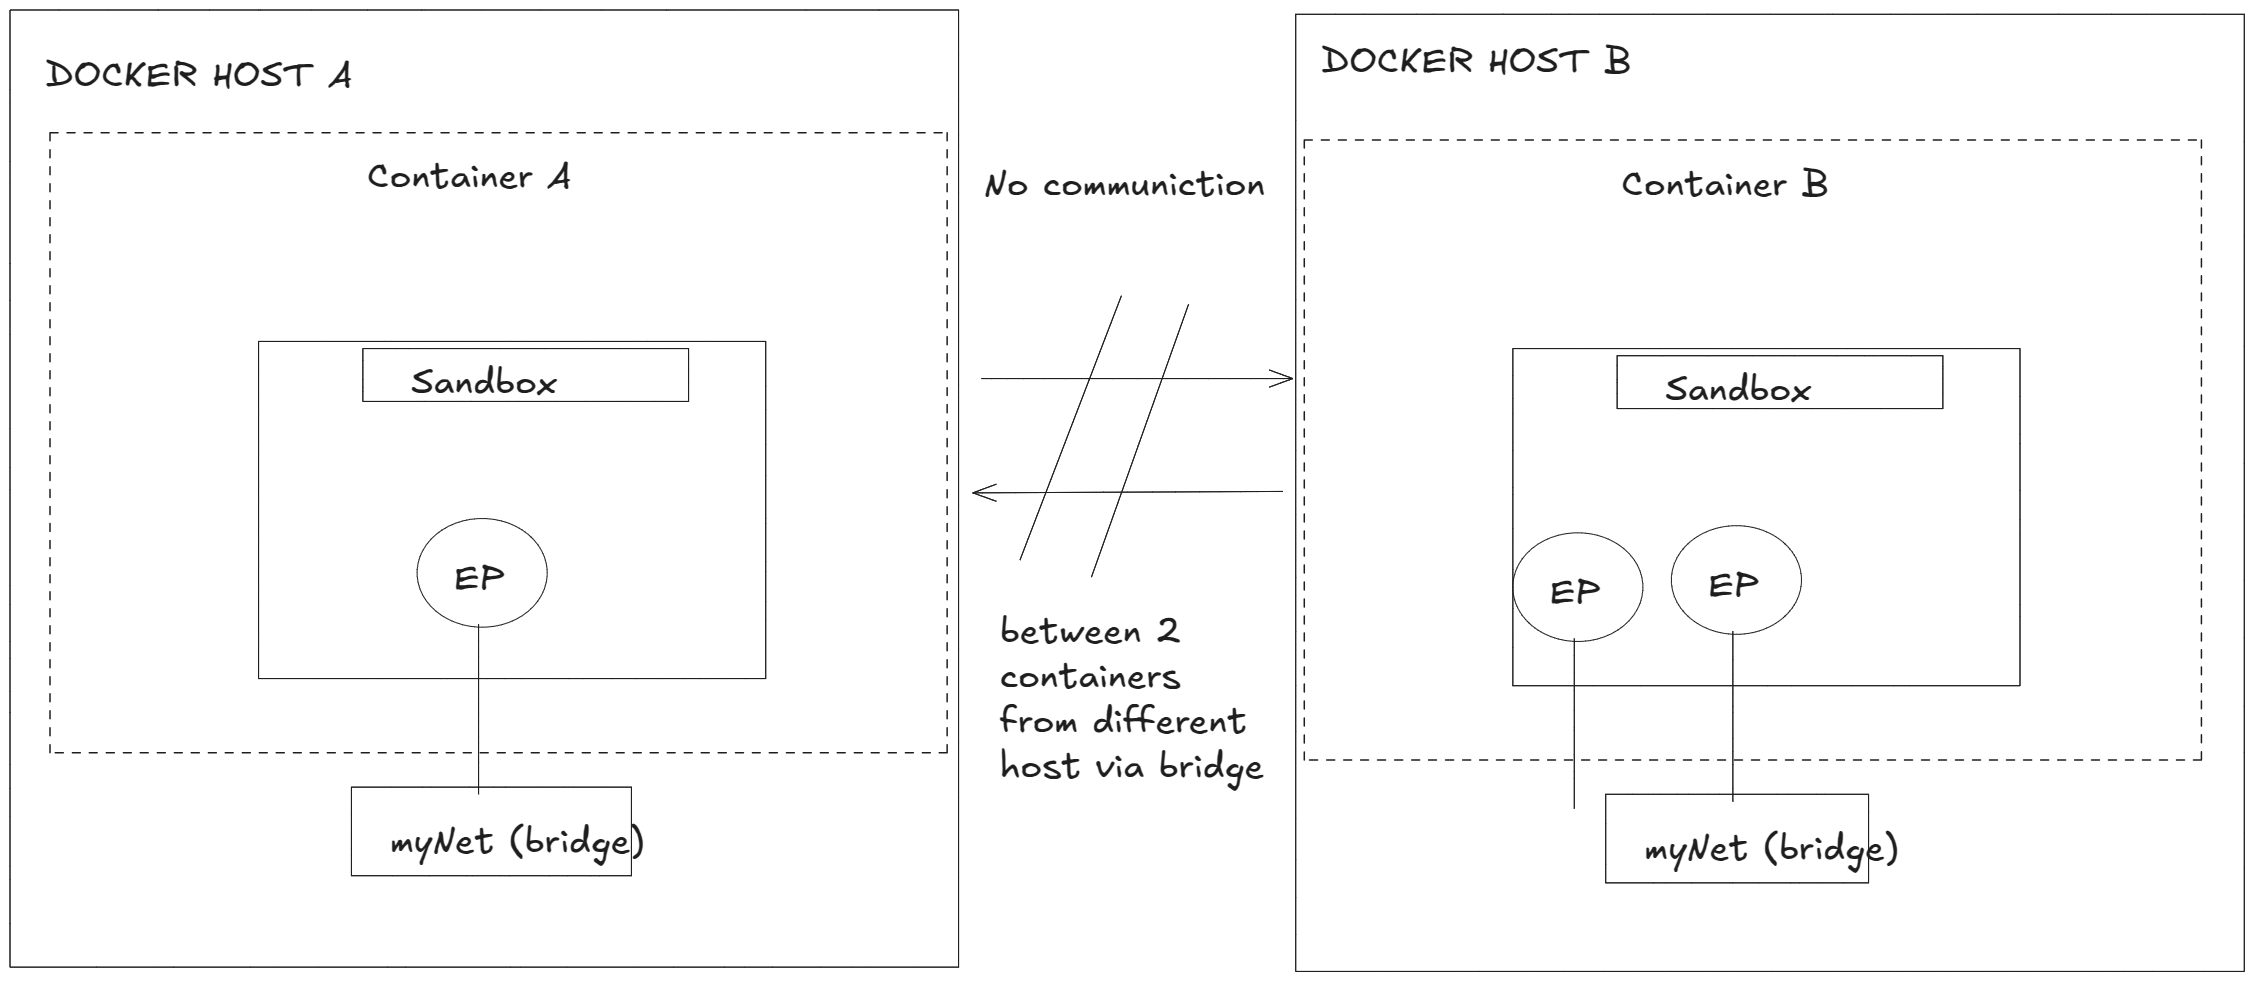 DOCKER HOST A
Container A
Sandbox
EP
myNet (bridge)
No communiction
between 2
containers
from different
host via bridge
DOCKER HOST B
Container B
Sandbox
EP
EP
myNet (bridge)